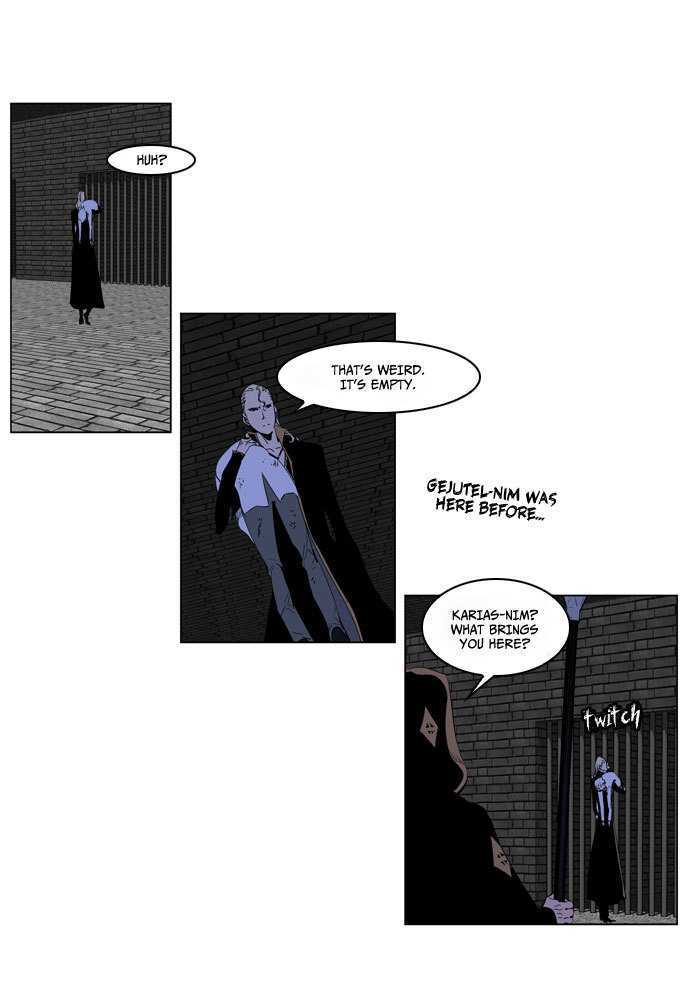 HUH?
THAT'S WEIRD.
IT'S EMPTY.
GEJUTEL-NIM WAS
HERE BEFORE...
KARIAS-NIM?
WHAT BRINGS
YOU HERE?
twitch